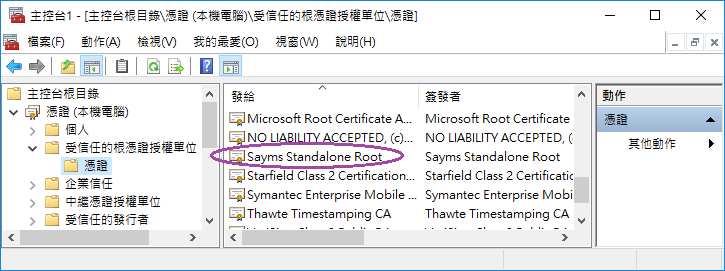 主控台1 - [主控台根目錄\憑證 (本機電腦)\受信任的根憑證授權單位\憑證]
檔案(F) 動作(A) 檢視(V) 我的最愛(O) 視窗(W) 說明(H)
主控台根目錄
憑證 (本機電腦)
個人
受信任的根憑證授權單位
憑證
企業信任
中繼憑證授權單位
受信任的發行者
發給 簽發者
Microsoft Root Certificate A... Microsoft Root Certificate
NO LIABILITY ACCEPTED, (c)... NO LIABILITY ACCEPTED, (c
Sayms Standalone Root Sayms Standalone Root
Starfield Class 2 Certification... Starfield Class 2 Certificat
Symantec Enterprise Mobile ... Symantec Enterprise Mobi
Thawte Timestamping CA Thawte Timestamping CA
動作
憑證
其他動作